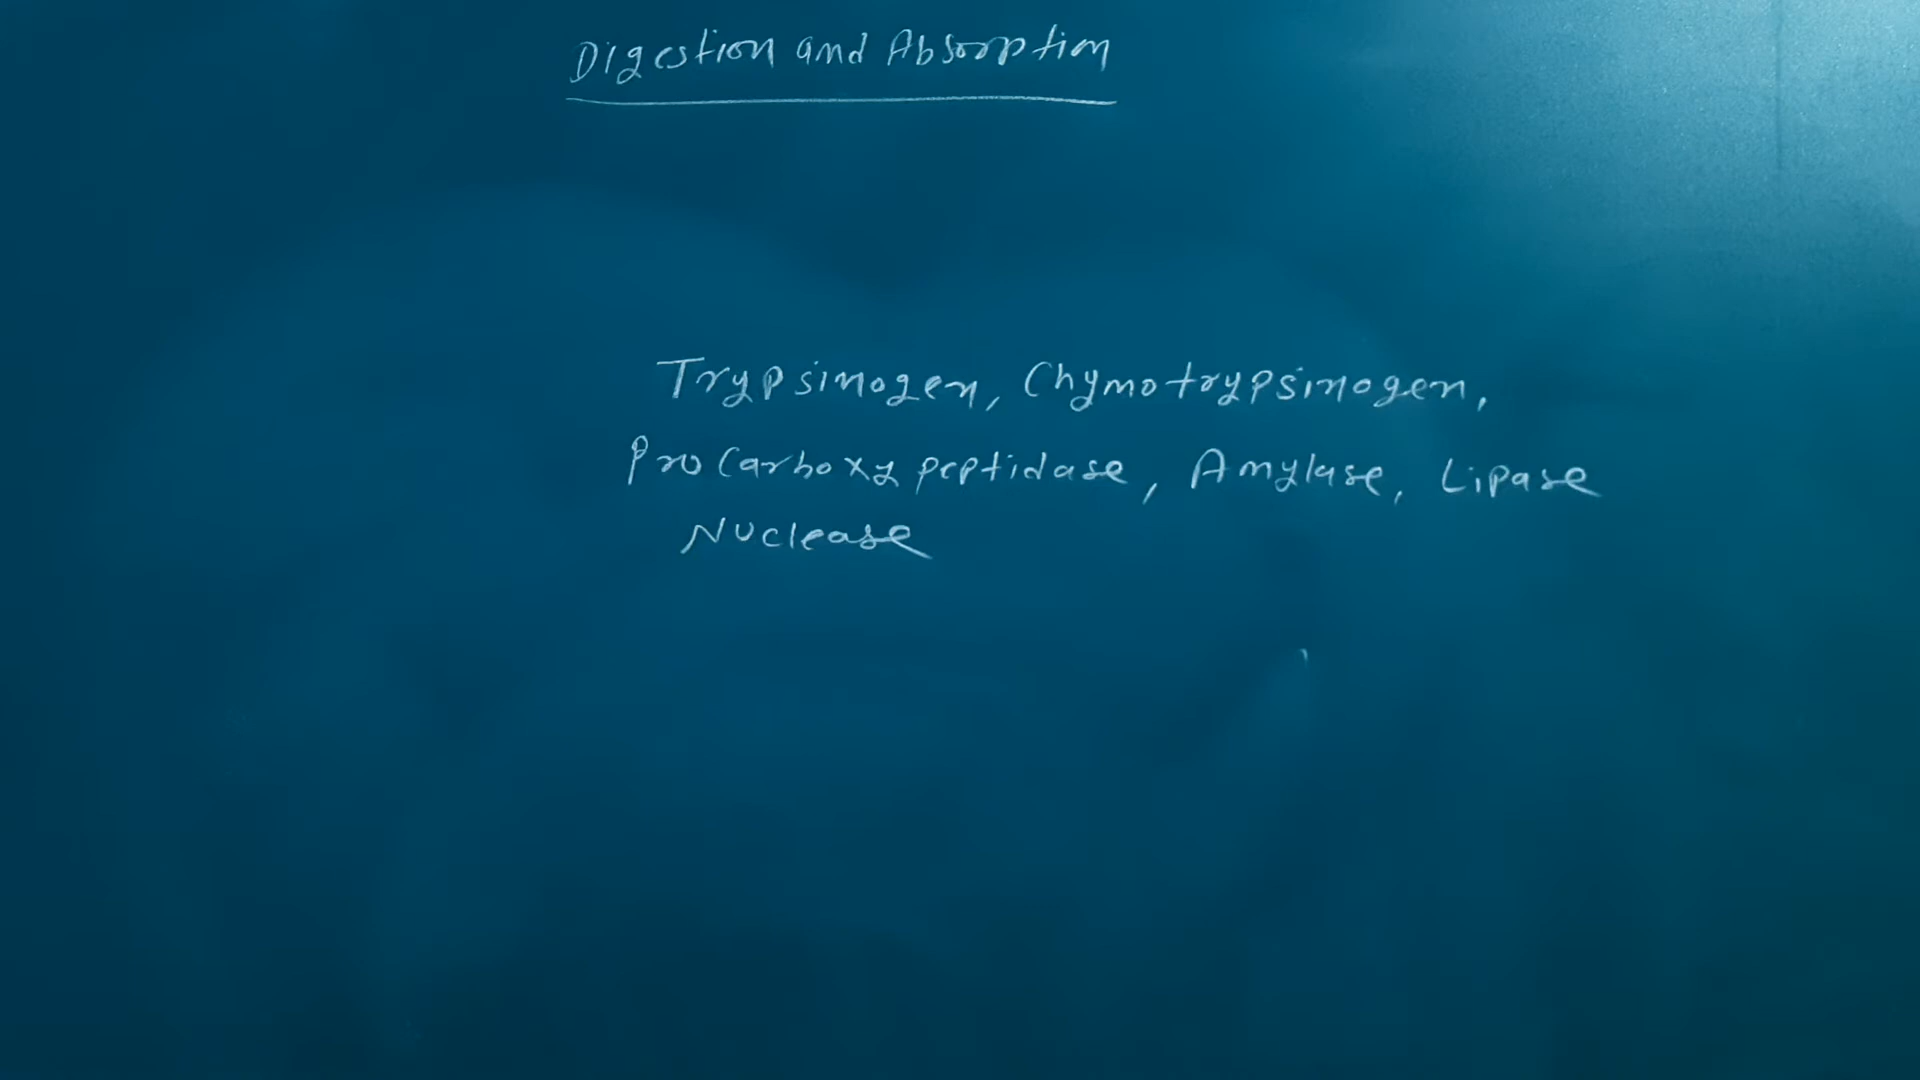 Digestion and Absorption
Trypsinogen, Chymotrypsinogen,
Procarboxypeptidase, Amylase, Lipase
Nuclease